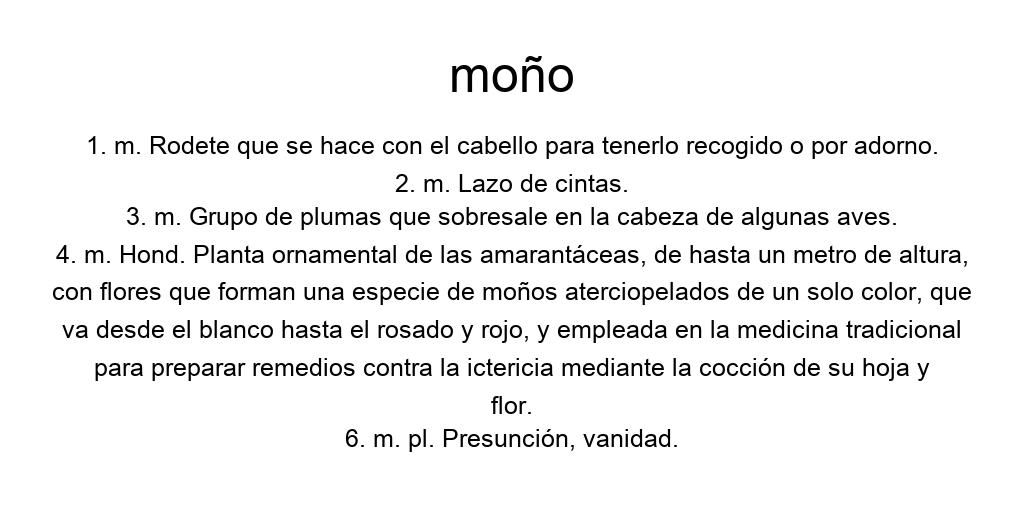 moño
1. m. Rodete que se hace con el cabello para tenerlo recogido o por adorno.
2. m. Lazo de cintas.
3. m. Grupo de plumas que sobresale en la cabeza de algunas aves.
4. m. Hond. Planta ornamental de las amarantáceas, de hasta un metro de altura,
con flores que forman una especie de moños aterciopelados de un solo color, que
va desde el blanco hasta el rosado y rojo, y empleada en la medicina tradicional
para preparar remedios contra la ictericia mediante la cocción de su hoja y
flor.
6. m. pl. Presunción, vanidad.